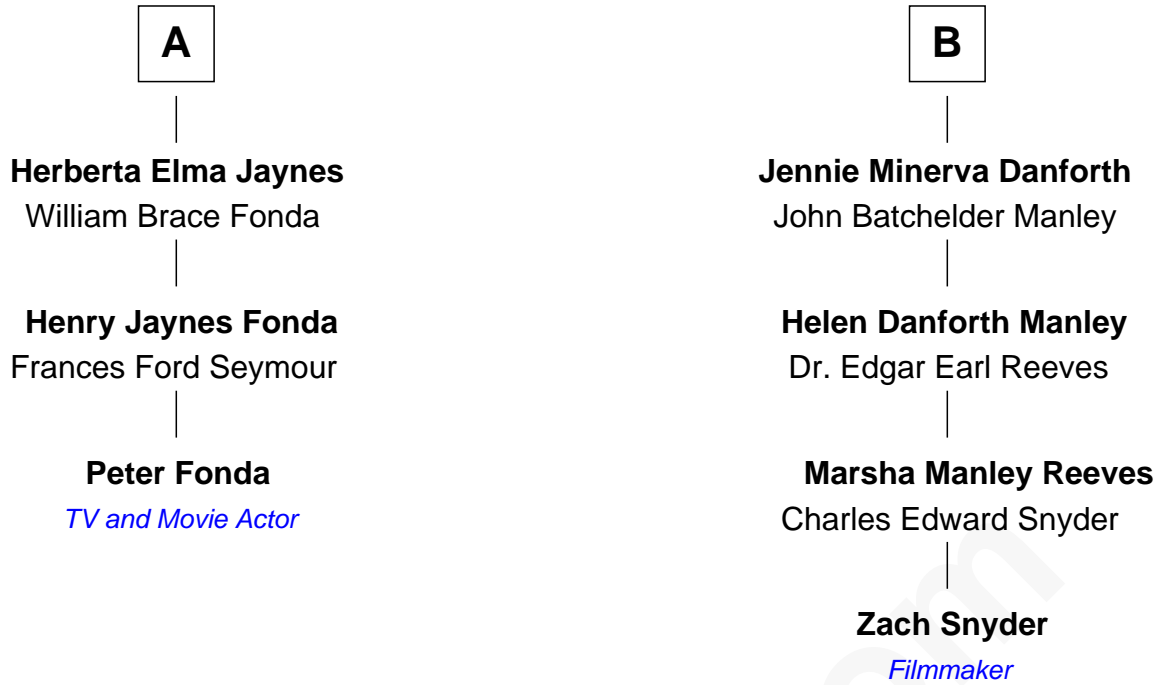 A
Herberta Elma Jaynes
William Brace Fonda
Henry Jaynes Fonda
Frances Ford Seymour
Peter Fonda
TV and Movie Actor
B
Jennie Minerva Danforth
John Batchelder Manley
Helen Danforth Manley
Dr. Edgar Earl Reeves
Marsha Manley Reeves
Charles Edward Snyder
Zach Snyder
Filmmaker